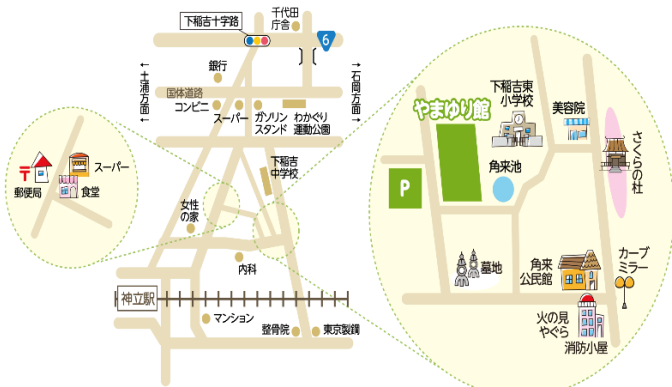 下稲吉十字路
千代田
庁舎
6
銀行
←土浦方面
国体道路
石岡方面→
コンビニ
スーパー
ガソリン
スタンド
わかぐり
運動公園
下稲吉
中学校
女性
の家
内科
神立駅
マンション
整骨院
東京製鋼
〒
郵便局
スーパー
食堂
やまゆり館
下稲吉東
小学校
美容院
さくらの杜
P
角来池
墓地
角来
公民館
カーブ
ミラー
火の見
やぐら
消防小屋